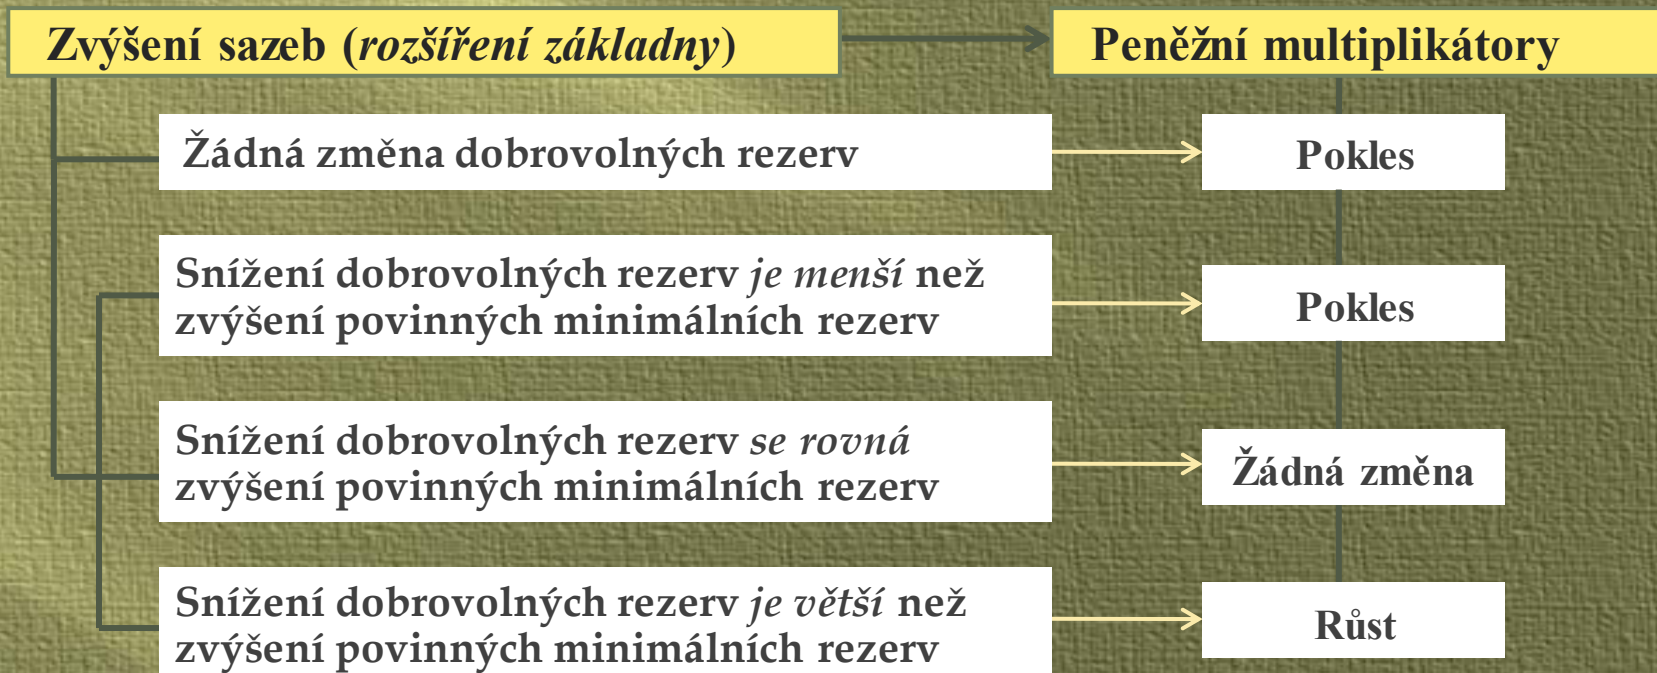 Zvýšení sazeb (rozšíření základny)
Peněžní multiplikátory
Žádná změna dobrovolných rezerv
Pokles
Snížení dobrovolných rezerv je menší než
zvýšení povinných minimálních rezerv
Pokles
Snížení dobrovolných rezerv se rovná
zvýšení povinných minimálních rezerv
Žádná změna
Snížení dobrovolných rezerv je větší než
zvýšení povinných minimálních rezerv
Růst